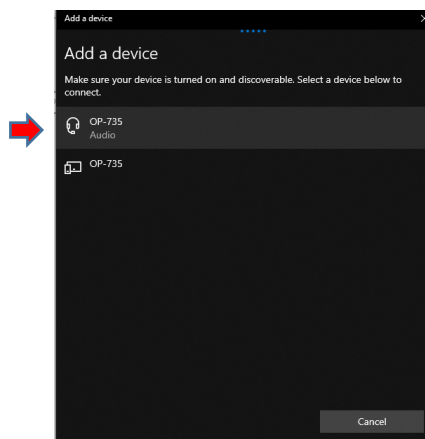 Add a device
Add a device
Make sure your device is turned on and discoverable. Select a device below to
connect.
OP-735
Audio
OP-735
Cancel